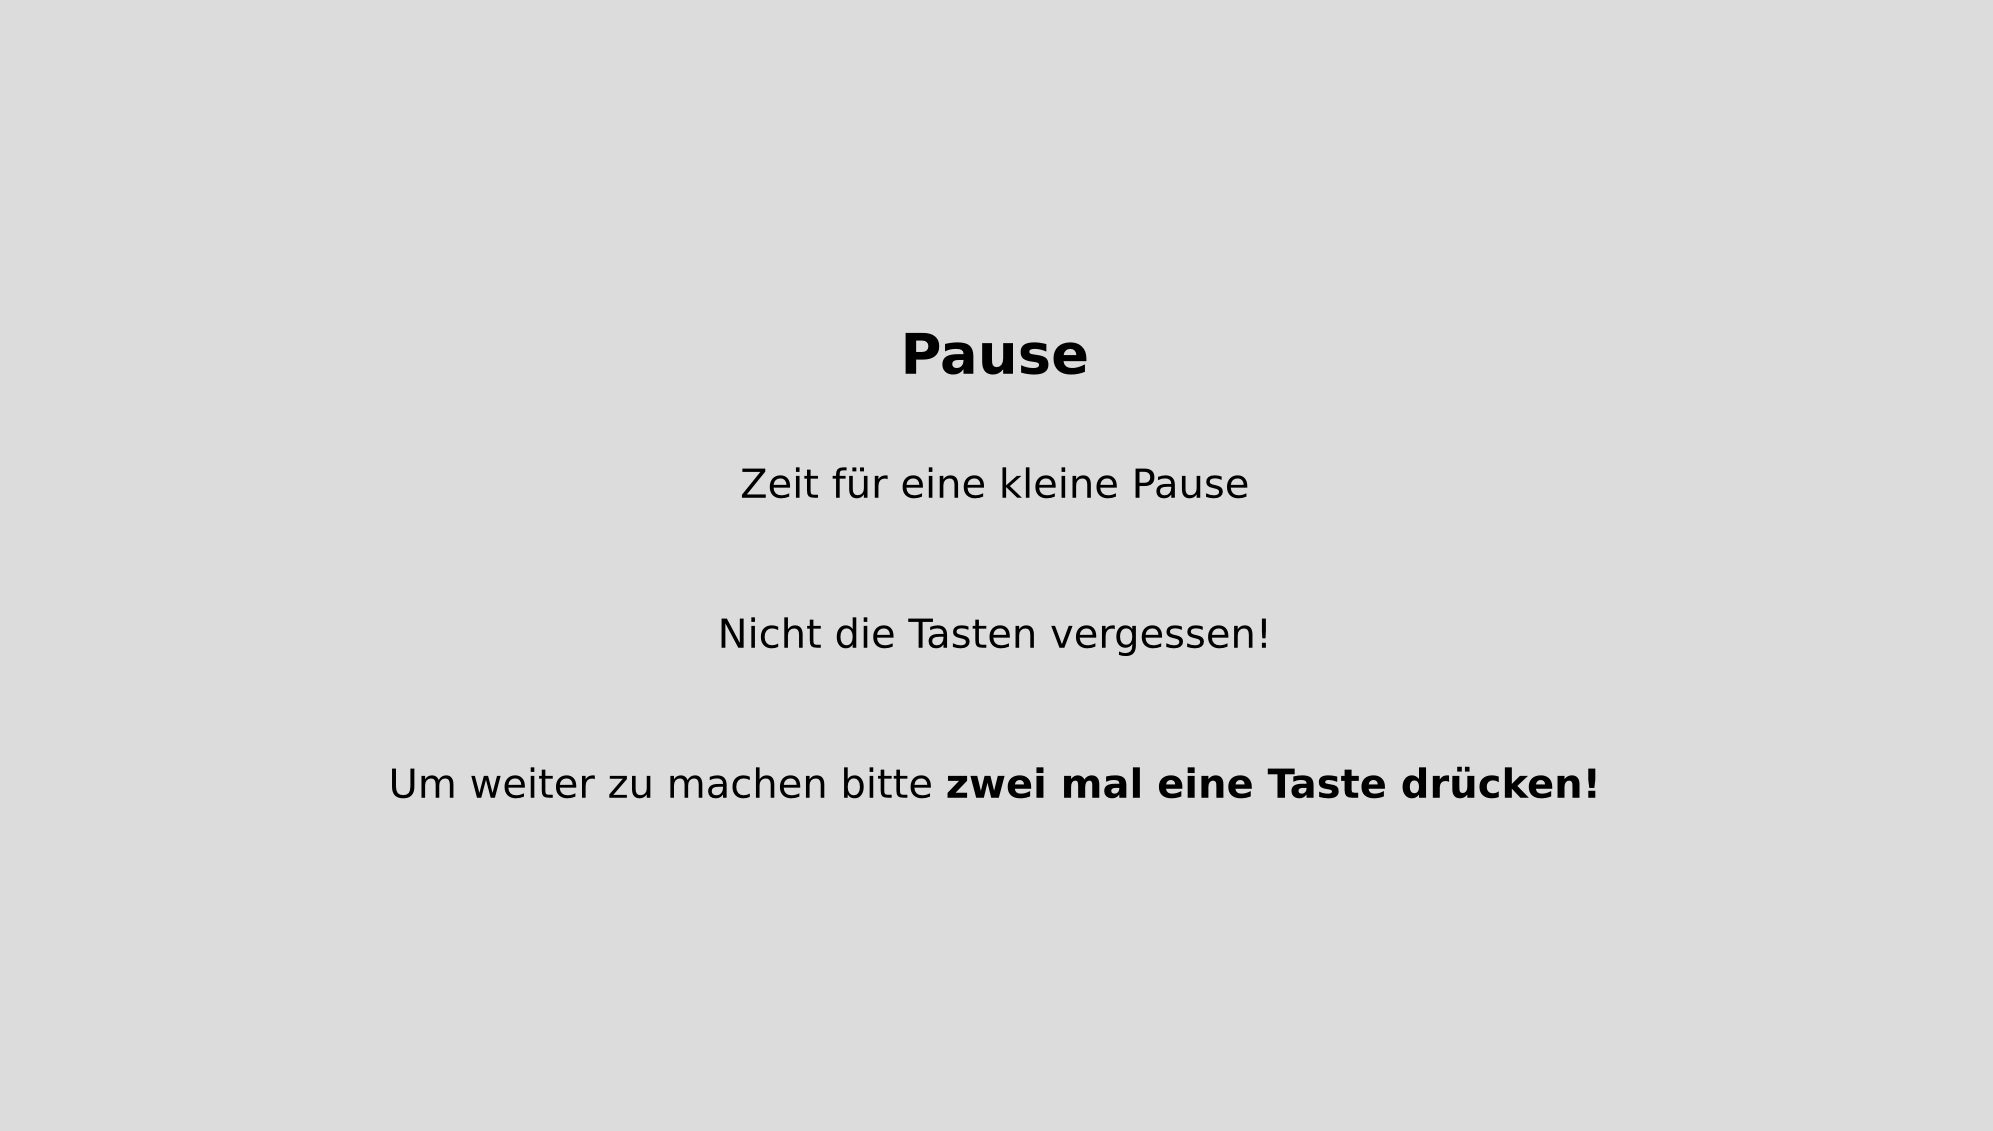 Pause
Zeit für eine kleine Pause
Nicht die Tasten vergessen!
Um weiter zu machen bitte zwei mal eine Taste drücken!